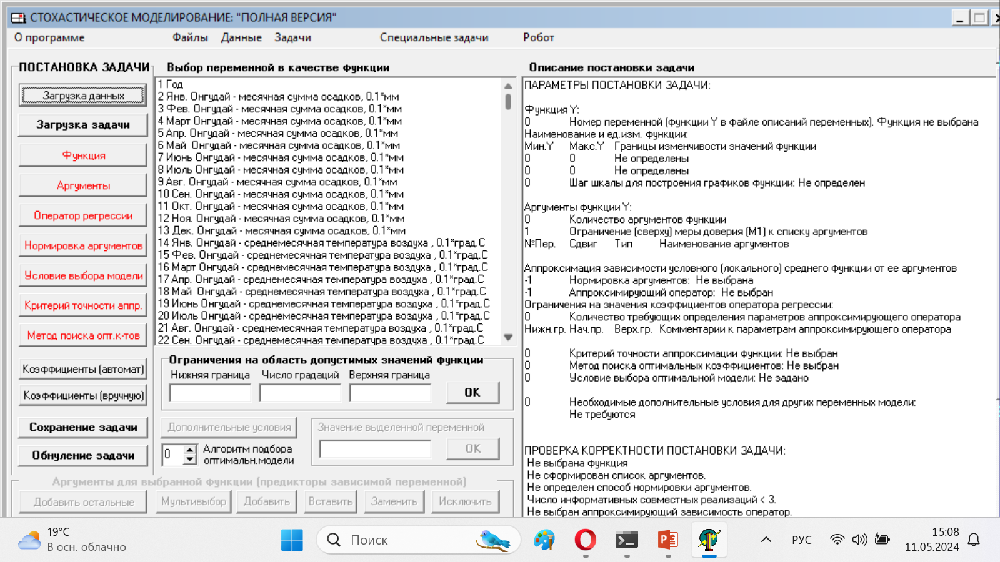 СТОХАСТИЧЕСКОЕ МОДЕЛИРОВАНИЕ: "ПОЛНАЯ ВЕРСИЯ"
О программе Файлы Данные Задачи Специальные задачи Робот
ПОСТАНОВКА ЗАДАЧИ
Загрузка данных
Загрузка задачи
Функция
Аргументы
Оператор регрессии
Нормировка аргументов
Условие выбора модели
Критерий точности аппр.
Метод поиска опт.к-тов
Коэффициенты (автомат)
Коэффициенты (вручную)
Сохранение задачи
Обнуление задачи
Выбор переменной в качестве функции
1 Год
2 Янв. Онгудай - месячная сумма осадков, 0.1*мм
3 Фев. Онгудай - месячная сумма осадков, 0.1*мм
4 Март Онгудай - месячная сумма осадков, 0.1*мм
5 Апр. Онгудай - месячная сумма осадков, 0.1*мм
6 Май Онгудай - месячная сумма осадков, 0.1*мм
7 Июнь Онгудай - месячная сумма осадков, 0.1*мм
8 Июль Онгудай - месячная сумма осадков, 0.1*мм
9 Авг. Онгудай - месячная сумма осадков, 0.1*мм
10 Сен. Онгудай - месячная сумма осадков, 0.1*мм
11 Окт. Онгудай - месячная сумма осадков, 0.1*мм
12 Ноя. Онгудай - месячная сумма осадков, 0.1*мм
13 Дек. Онгудай - месячная сумма осадков, 0.1*мм
14 Янв. Онгудай - среднемесячная температура воздуха , 0.1*град.С
15 Фев. Онгудай - среднемесячная температура воздуха , 0.1*град.С
16 Март Онгудай - среднемесячная температура воздуха , 0.1*град.С
17 Апр. Онгудай - среднемесячная температура воздуха , 0.1*град.С
18 Май Онгудай - среднемесячная температура воздуха , 0.1*град.С
19 Июнь Онгудай - среднемесячная температура воздуха , 0.1*град.С
20 Июль Онгудай - среднемесячная температура воздуха , 0.1*град.С
21 Авг. Онгудай - среднемесячная температура воздуха , 0.1*град.С
22 Сен. Онгудай - среднемесячная температура воздуха , 0.1*град.С
Ограничения на область допустимых значений функции
Нижняя граница Число градаций Верхняя граница
OK
Дополнительные условия
Значение выделенной переменной
0 Алгоритм подбора
оптимальн.модели
OK
Аргументы для выбранной функции (предикторы зависимой переменной)
Добавить остальные Мультивыбор Добавить Вставить Заменить Исключить
Описание постановки задачи
ПАРАМЕТРЫ ПОСТАНОВКИ ЗАДАЧИ:
Функция Y:
0 Номер переменной (функции Y в файле описаний переменных). Функция не выбрана
Наименование и ед.изм. функции:
Мин.Y Макс.Y Границы изменчивости значений функции
0 0 Не определены
0 0 Не определены
0 Шаг шкалы для построения графиков функции: Не определен
Аргументы функции Y:
0 Количество аргументов функции
1 Ограничение (сверху) меры доверия (М1) к списку аргументов
№Пер. Сдвиг Тип Наименование аргументов
Аппроксимация зависимости условного (локального) среднего функции от ее аргументов
-1 Нормировка аргументов: Не выбрана
-1 Аппроксимирующий оператор: Не выбран
Ограничения на значения коэффициентов оператора регрессии:
0 Количество требующих определения параметров аппроксимирующего оператора
Нижн.гр. Нач.пр. Верх.гр. Комментарии к параметрам аппроксимирующего оператора
0 Критерий точности аппроксимации функции: Не выбран
0 Метод поиска оптимальных коэффициентов: Не выбран
0 Условие выбора оптимальной модели: Не задано
0 Необходимые дополнительные условия для других переменных модели:
Не требуются
ПРОВЕРКА КОРРЕКТНОСТИ ПОСТАНОВКИ ЗАДАЧИ:
Не выбрана функция
Не сформирован список аргументов.
Не определен способ нормировки аргументов.
Число информативных совместных реализаций < 3.
Не выбран аппроксимирующий зависимость оператор.
19°C
В осн. облачно
Поиск
РУС
15:08
11.05.2024